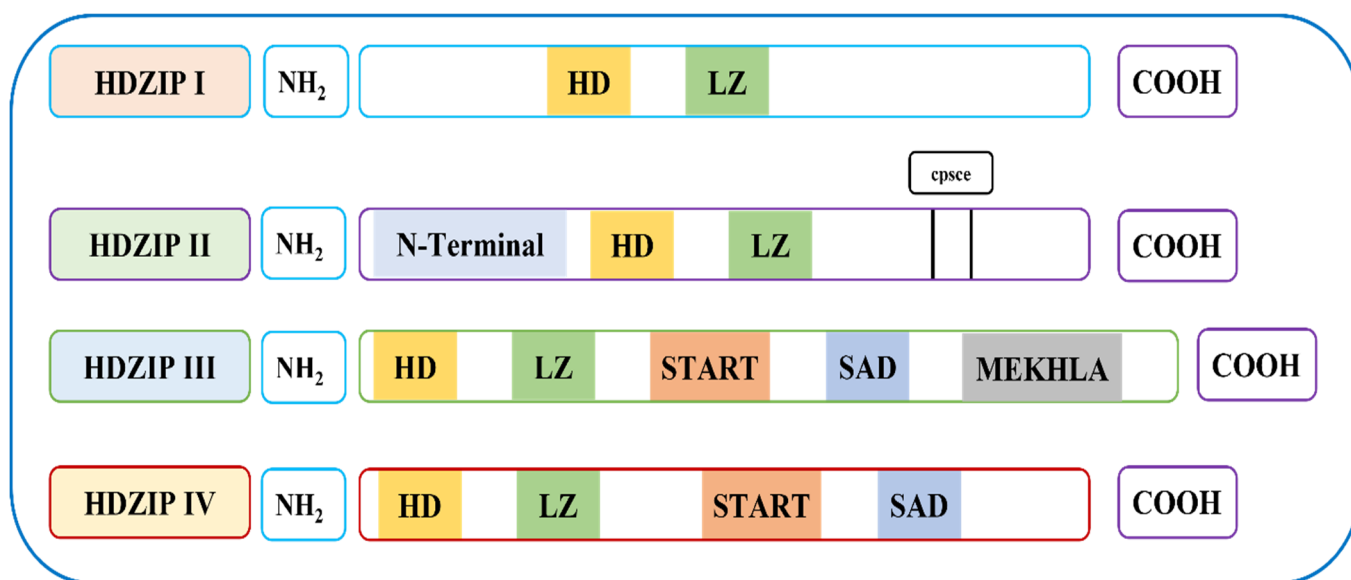 HDZIP I NH₂ HD LZ COOH
cpsce
HDZIP II NH₂ N-Terminal HD LZ COOH
HDZIP III NH₂ HD LZ START SAD MEKHLA COOH
HDZIP IV NH₂ HD LZ START SAD COOH